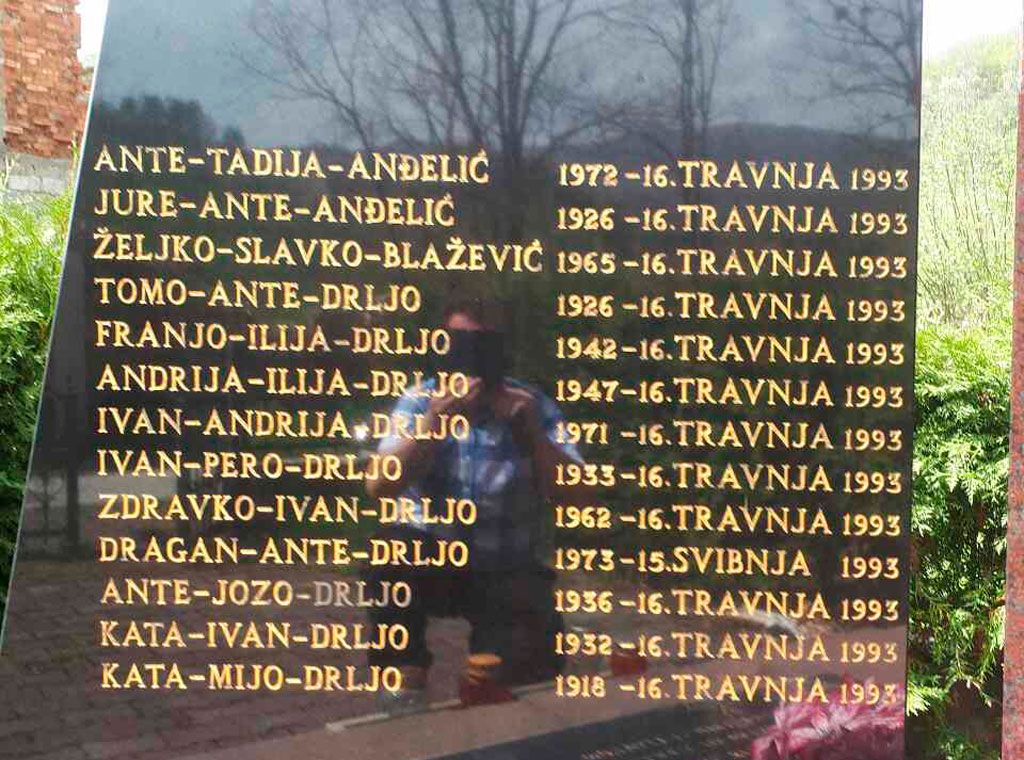 ANTE-TADIJA-ANĐELIĆ 1972-16.TRAVNJA 1993
JURE-ANTE-ANĐELIĆ 1926-16.TRAVNJA 1993
ŽELJKO-SLAVKO-BLAŽEVIĆ 1965-16.TRAVNJA 1993
TOMO-ANTE-DRLJO 1926-16.TRAVNJA 1993
FRANJO-ILIJA-DRLJO 1942-16.TRAVNJA 1993
ANDRIJA-ILIJA-DRLJO 1947-16.TRAVNJA 1993
IVAN-ANDRIJA-DRLJO 1971-16.TRAVNJA 1993
IVAN-PERO-DRLJO 1933-16.TRAVNJA 1993
ZDRAVKO-IVAN-DRLJO 1962-16.TRAVNJA 1993
DRAGAN-ANTE-DRLJO 1973-15.SVIBNJA 1993
ANTE-JOZO-DRLJO 1936-16.TRAVNJA 1993
KATA-IVAN-DRLJO 1932-16.TRAVNJA 1993
KATA-MIJO-DRLJO 1918-16.TRAVNJA 1993